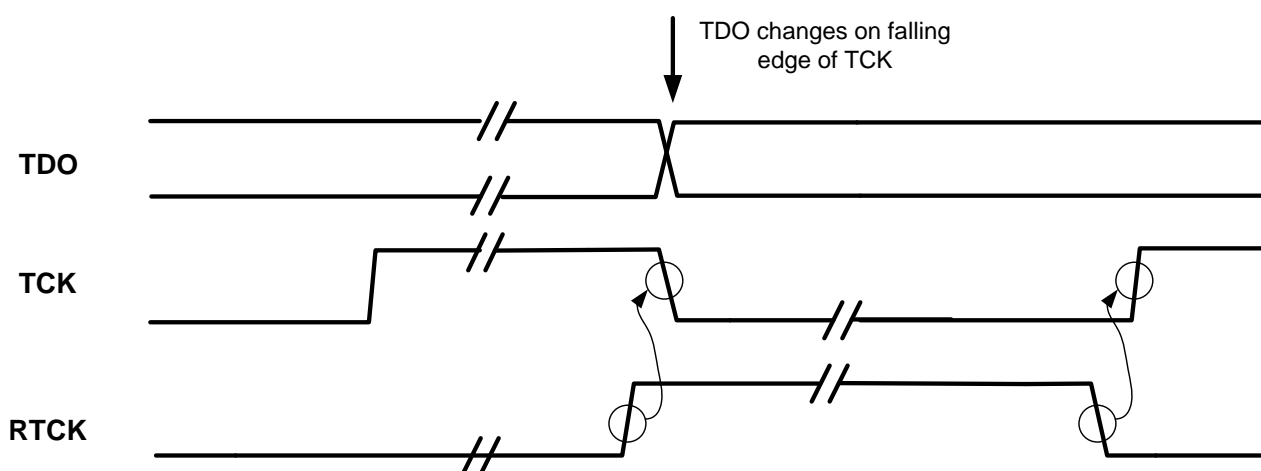 TDO changes on falling
edge of TCK
TDO
TCK
RTCK